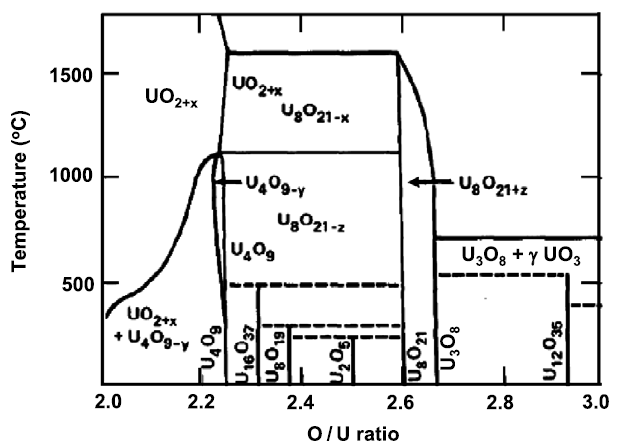 Temperature (°C)
1500
1000
500
UO2+x
UO2+x
U8O21-x
U4O9-y
U8O21+z
U8O21-z
U4O9
U3O8 + γ UO3
UO2+x
+ U4O9-y
U4O9
U16O37
U8O19
U2O5
U8O21
U3O8
U12O35
2.0
2.2
2.4
2.6
2.8
3.0
O / U ratio